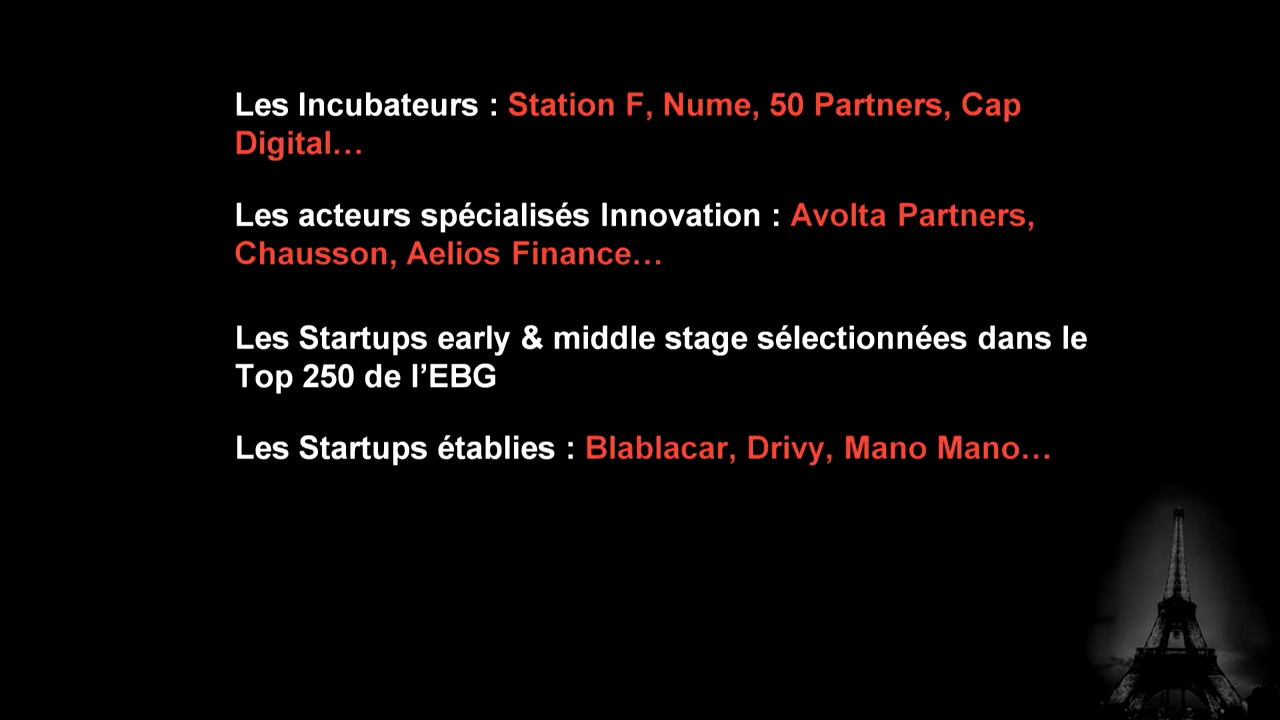 Les Incubateurs : Station F, Nume, 50 Partners, Cap
Digital…
Les acteurs spécialisés Innovation : Avolta Partners,
Chausson, Aelios Finance…
Les Startups early & middle stage sélectionnées dans le
Top 250 de l’EBG
Les Startups établies : Blablacar, Drivy, Mano Mano…